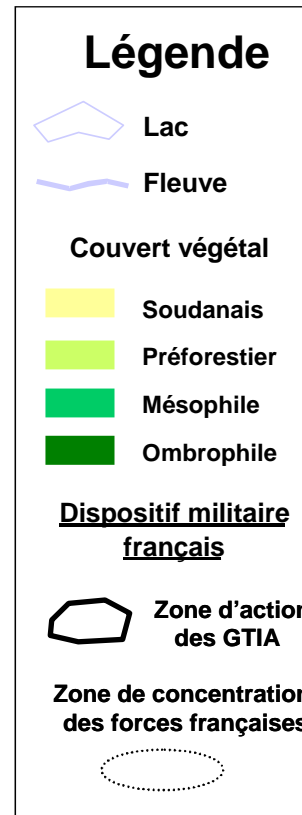 Légende
Lac
Fleuve
Couvert végétal
Soudanais
Préforestier
Mésophile
Ombrophile
Dispositif militaire
français
Zone d'action
des GTIA
Zone de concentration
des forces françaises